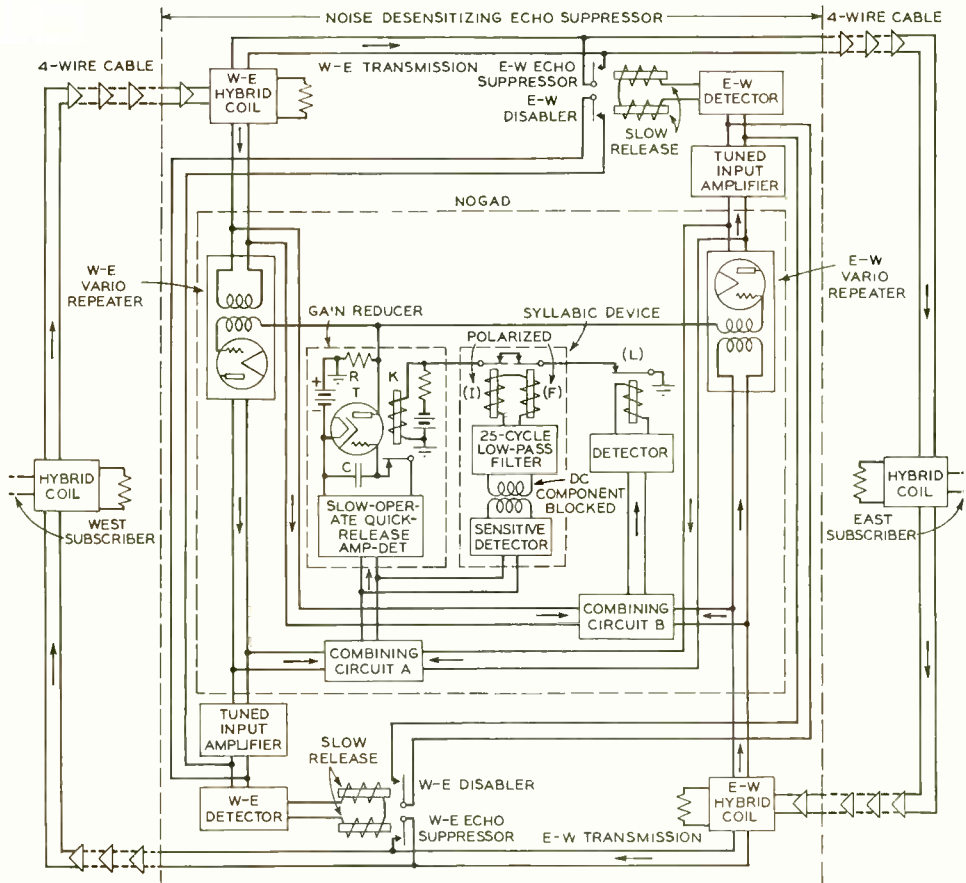 NOISE DESENSITIZING ECHO SUPPRESSOR
4-WIRE CABLE
4-WIRE CABLE
W-E
HYBRID
COIL
W-E TRANSMISSION
E-W ECHO
SUPPRESSOR
E-W
DISABLER
SLOW
RELEASE
E-W
DETECTOR
TUNED
INPUT
AMPLIFIER
NOGAD
W-E
VARIO
REPEATER
E-W
VARIO
REPEATER
GAIN REDUCER
SYLLABIC DEVICE
POLARIZED
(I)
(F)
(L)
+
R
T
K
C
25-CYCLE
LOW-PASS
FILTER
DC
COMPONENT
BLOCKED
SENSITIVE
DETECTOR
DETECTOR
SLOW-OPER-
ATE QUICK-
RELEASE
AMP-DET
HYBRID
COIL
WEST
SUBSCRIBER
HYBRID
COIL
EAST
SUBSCRIBER
COMBINING
CIRCUIT B
COMBINING
CIRCUIT A
TUNED
INPUT
AMPLIFIER
SLOW
RELEASE
W-E
DETECTOR
W-E DISABLER
W-E ECHO
SUPPRESSOR
E-W TRANSMISSION
E-W
HYBRID
COIL